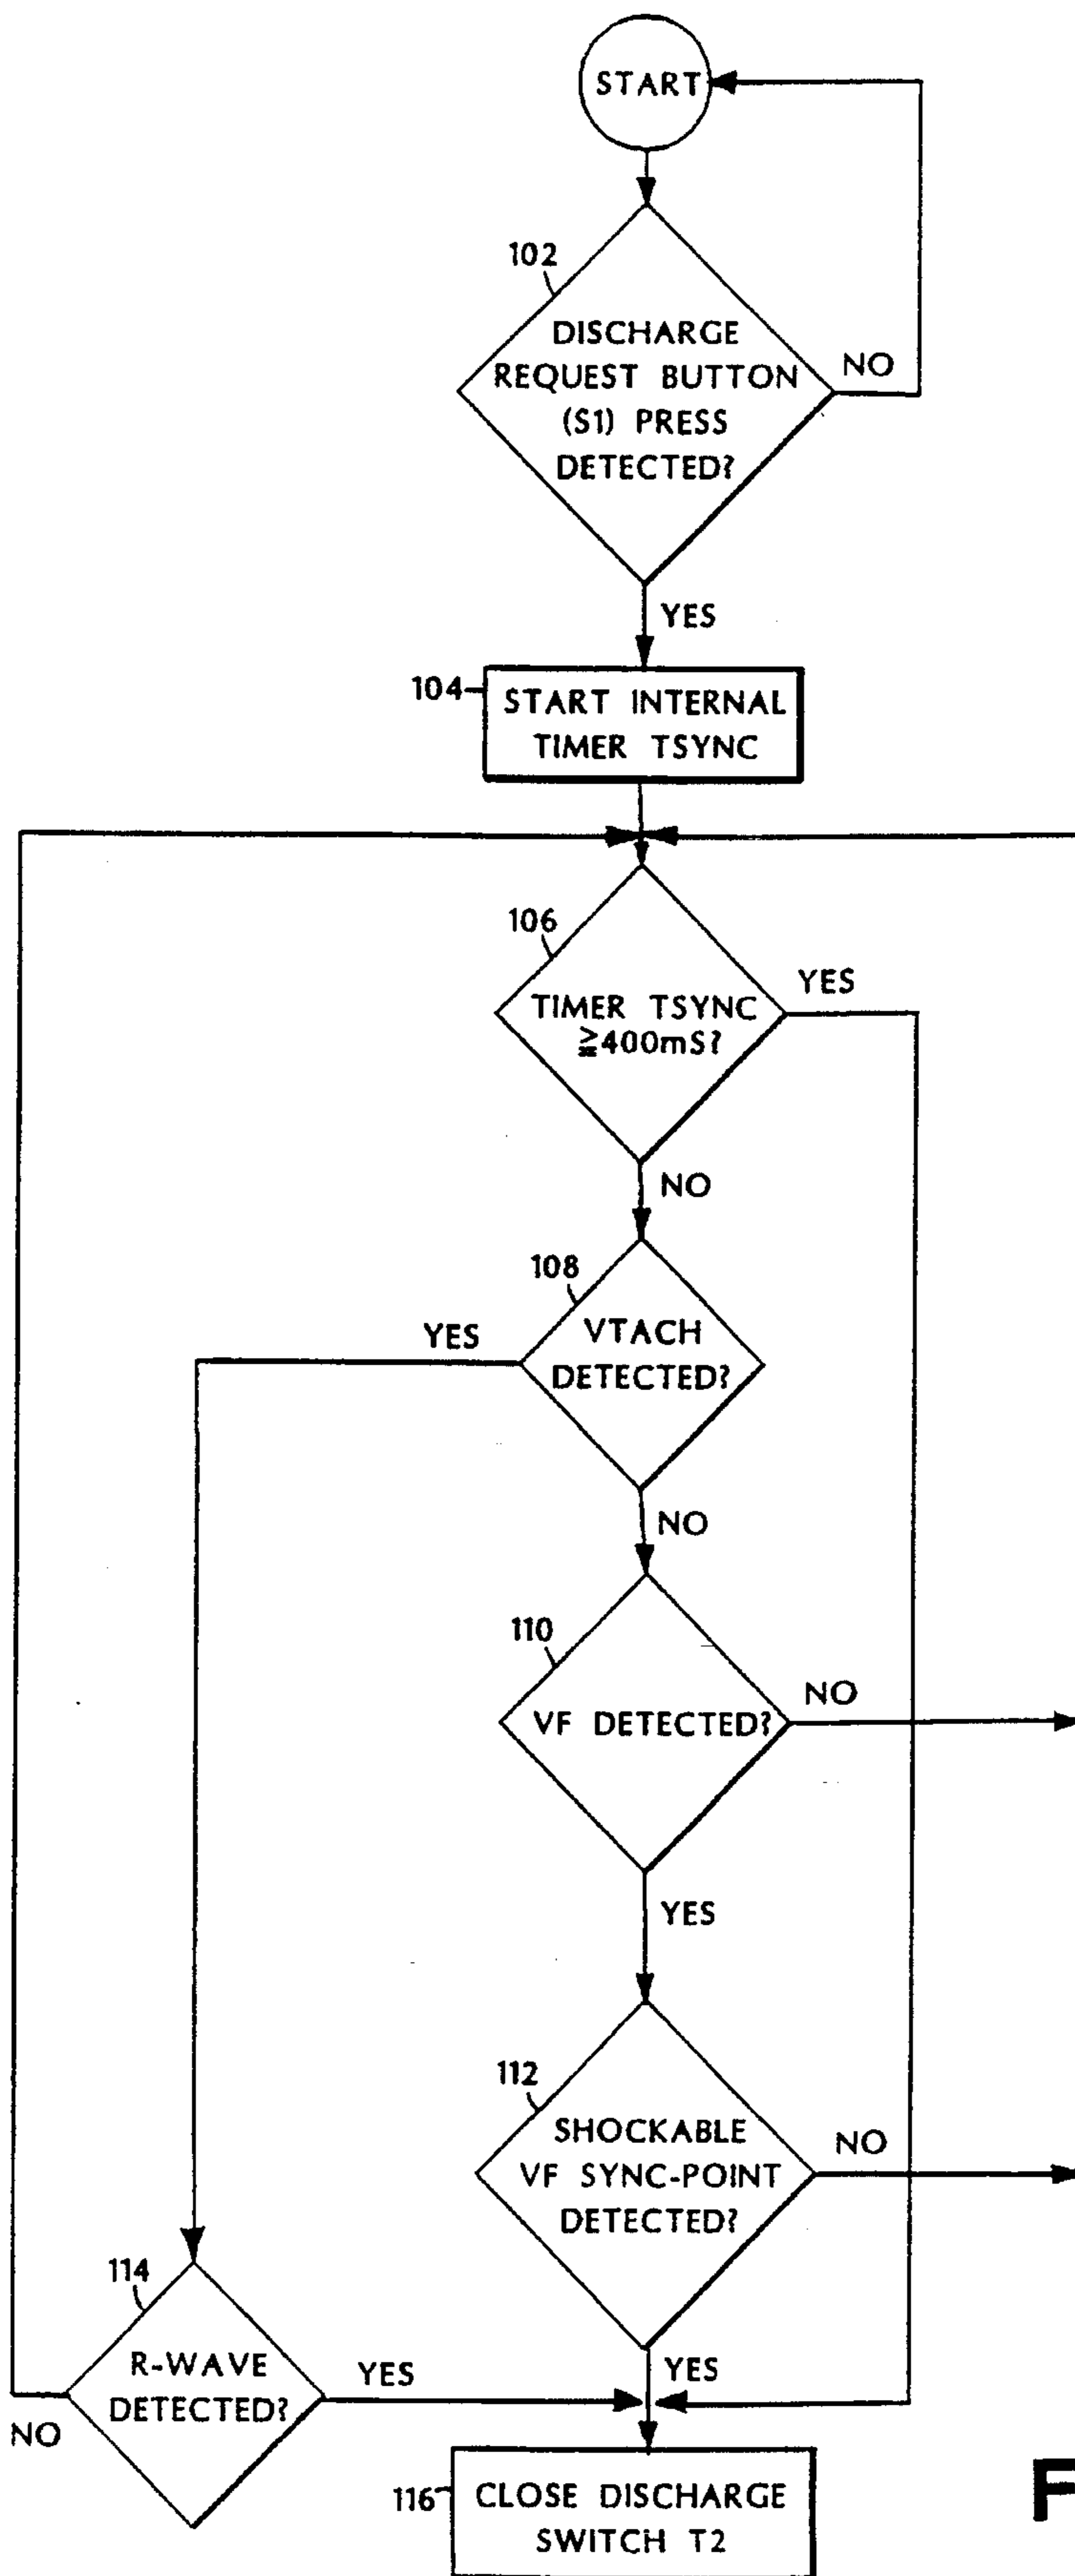 START
102
DISCHARGE
REQUEST BUTTON
(S1) PRESS
DETECTED?
NO
YES
104
START INTERNAL
TIMER TSYNC
106
TIMER TSYNC
≧400mS?
YES
NO
108
VTACH
DETECTED?
YES
NO
110
VF DETECTED?
NO
YES
112
SHOCKABLE
VF SYNC-POINT
DETECTED?
NO
YES
114
R-WAVE
DETECTED?
YES
NO
116
CLOSE DISCHARGE
SWITCH T2
F